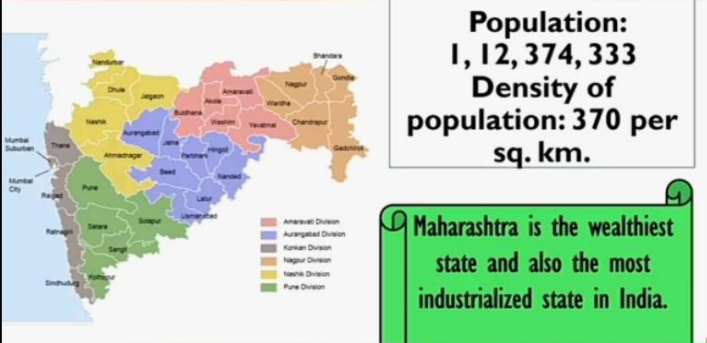 Population:
1, 12, 374, 333
Density of
population: 370 per
sq. km.
Maharashtra is the wealthiest
state and also the most
industrialized state in India.
Bhandara
Nandurbar
Gondia
Nagpur
Dhule
Jalgaon
Amaravati
Akola
Wardha
Buldhana
Washim
Yavatmal
Chandrapur
Nashik
Aurangabad
Mumbai
Suburban
Thane
Jalna
Parbhani
Hingoli
Gadchiroli
Ahmadnagar
Beed
Nanded
Mumbai
City
Pune
Raigad
Latur
Usmanabad
Ratnagiri
Satara
Solapur
Sangli
Kolhapur
Sindhudurg
Amaravati Division
Aurangabad Division
Konkan Division
Nagpur Division
Nashik Division
Pune Division